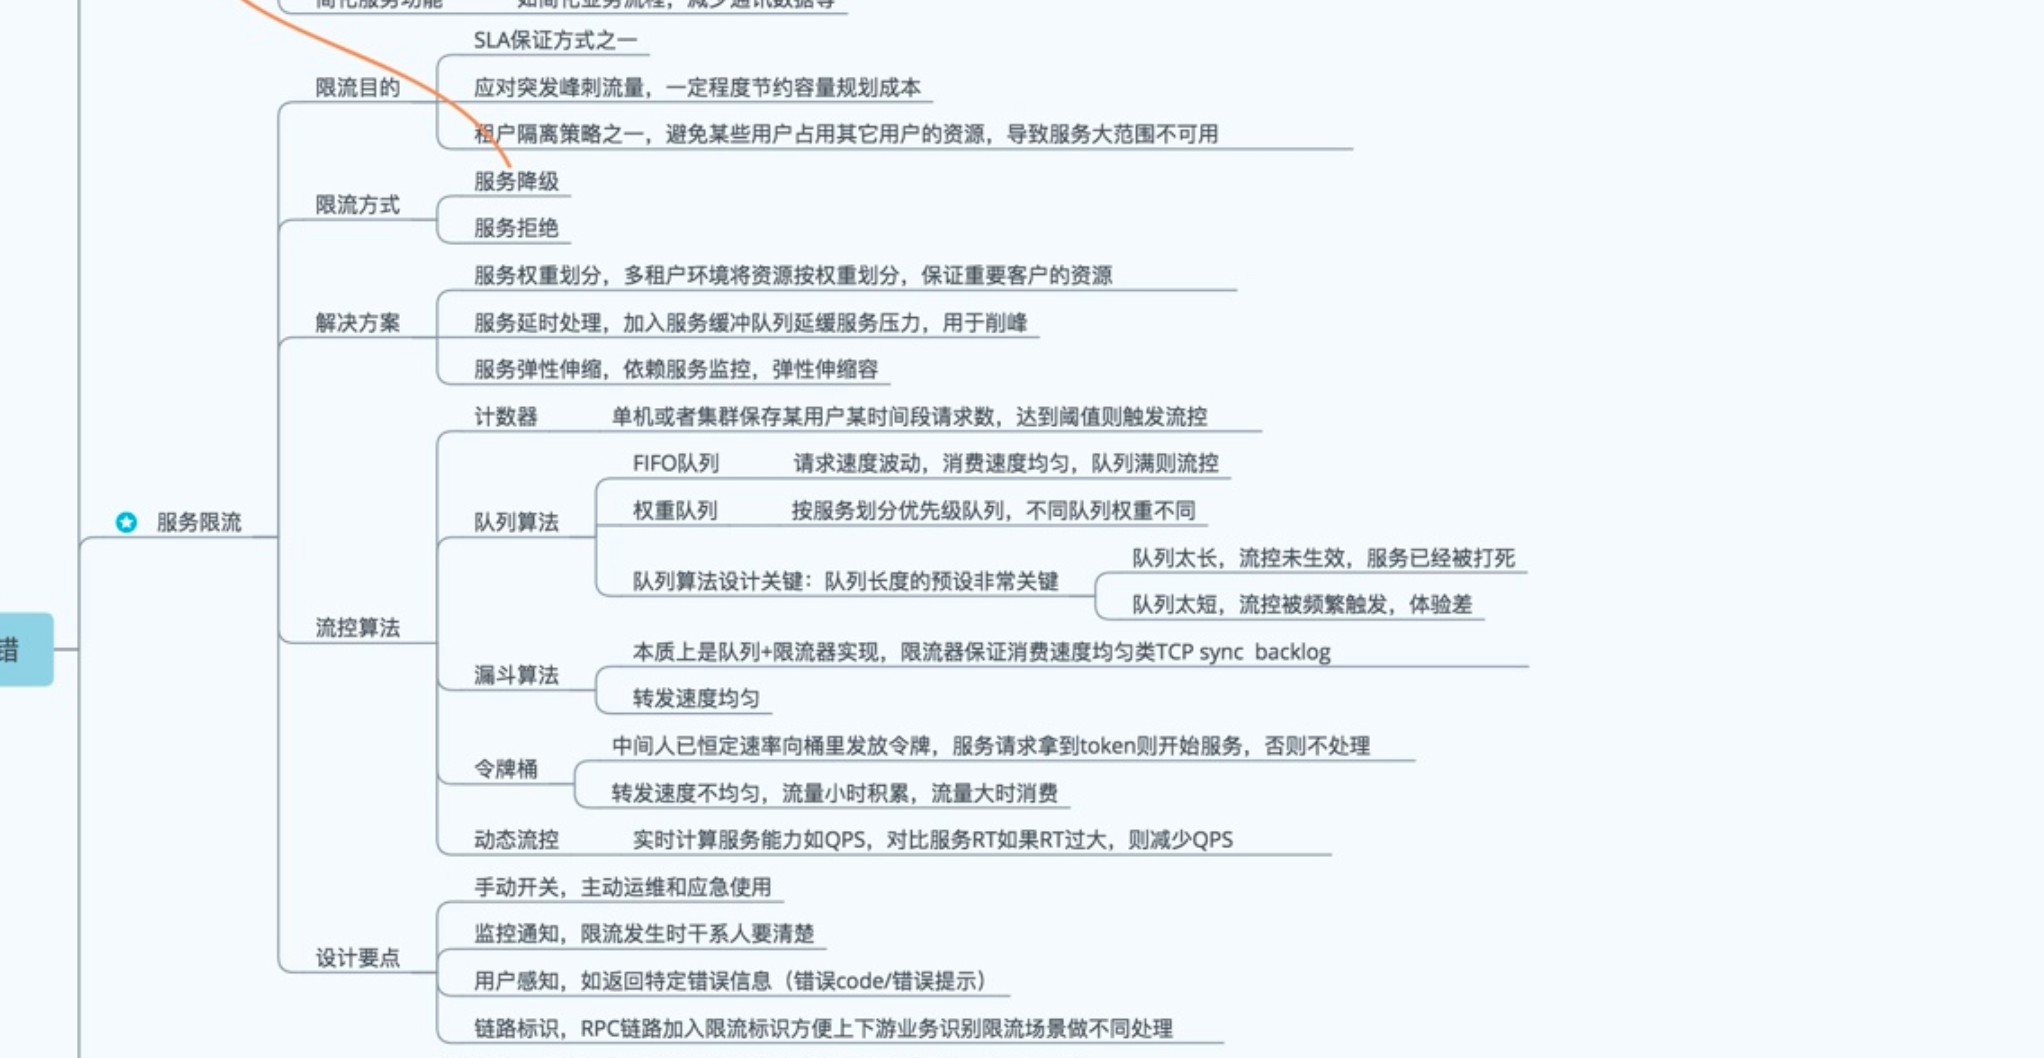 简化服务功能 如简化业务流程，减少通讯数据等
SLA保证方式之一
限流目的
应对突发峰刺流量，一定程度节约容量规划成本
租户隔离策略之一，避免某些用户占用其它用户的资源，导致服务大范围不可用
服务降级
限流方式
服务拒绝
服务权重划分，多租户环境将资源按权重划分，保证重要客户的资源
解决方案
服务延时处理，加入服务缓冲队列延缓服务压力，用于削峰
服务弹性伸缩，依赖服务监控，弹性伸缩容
计数器 单机或者集群保存某用户某时间段请求数，达到阈值则触发流控
FIFO队列 请求速度波动，消费速度均匀，队列满则流控
权重队列 按服务划分优先级队列，不同队列权重不同
服务限流
队列算法
队列太长，流控未生效，服务已经被打死
队列算法设计关键：队列长度的预设非常关键
队列太短，流控被频繁触发，体验差
流控算法
错
本质上是队列+限流器实现，限流器保证消费速度均匀类TCP sync backlog
漏斗算法
转发速度均匀
中间人已恒定速率向桶里发放令牌，服务请求拿到token则开始服务，否则不处理
令牌桶
转发速度不均匀，流量小时积累，流量大时消费
动态流控 实时计算服务能力如QPS，对比服务RT如果RT过大，则减少QPS
手动开关，主动运维和应急使用
监控通知，限流发生时干系人要清楚
设计要点
用户感知，如返回特定错误信息（错误code/错误提示）
链路标识，RPC链路加入限流标识方便上下游业务识别限流场景做不同处理